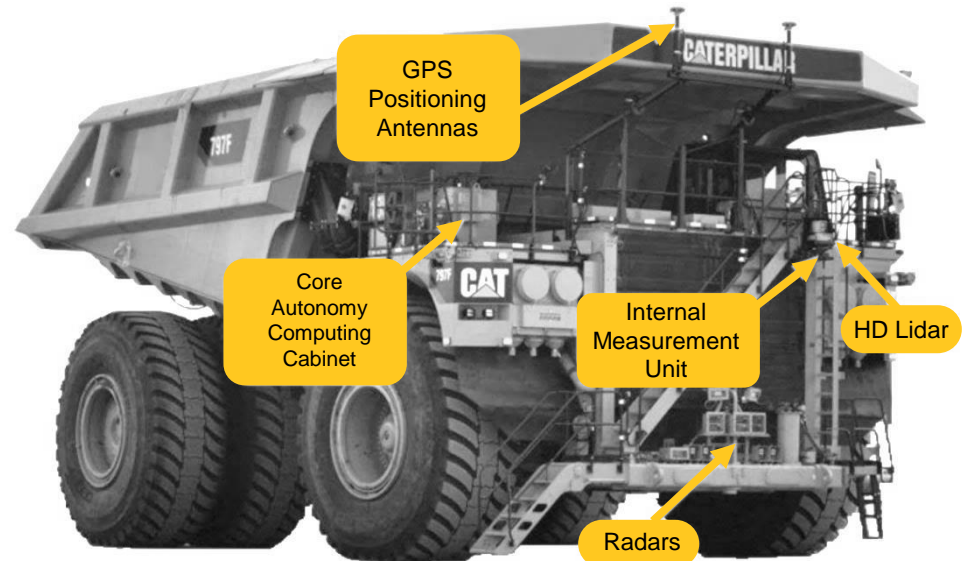 GPS
Positioning
Antennas
CATERPILLAR
797F
Core
Autonomy
Computing
Cabinet
797F
CAT
Internal
Measurement
Unit
HD Lidar
Radars